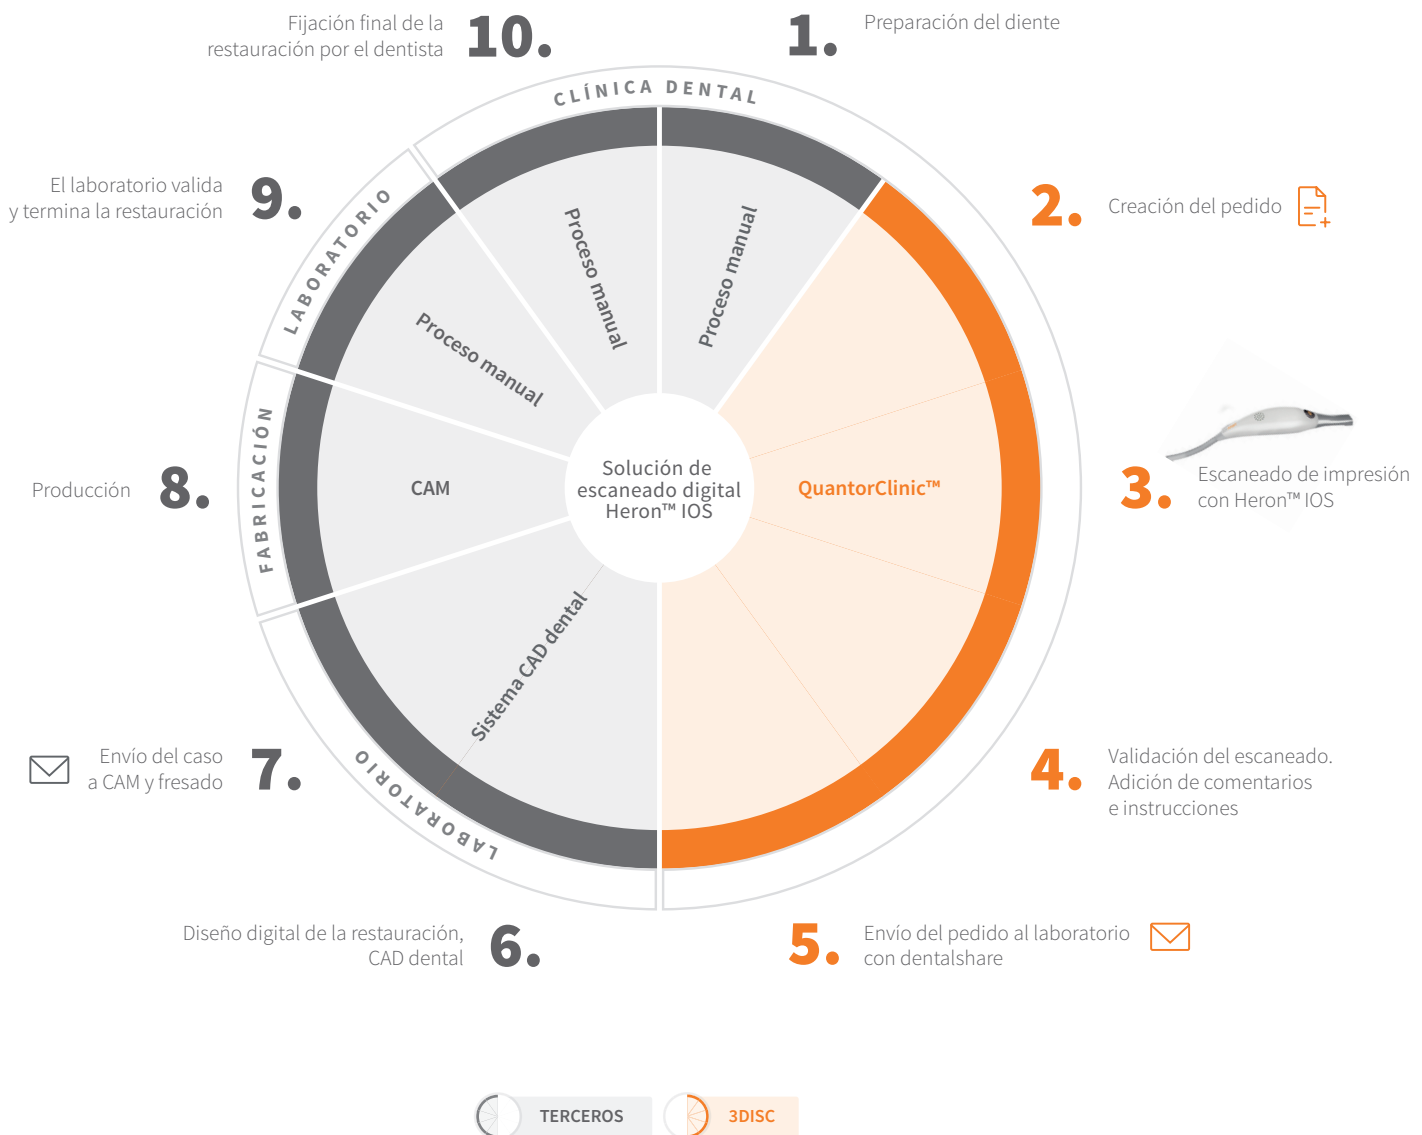 1.
Preparación del diente
2.
Creación del pedido
3.
Escaneado de impresión
con Heron™ IOS
4.
Validación del escaneado.
Adición de comentarios
e instrucciones
5.
Envío del pedido al laboratorio
con dentalshare
6.
Diseño digital de la restauración,
CAD dental
7.
Envío del caso
a CAM y fresado
8.
Producción
9.
El laboratorio valida
y termina la restauración
10.
Fijación final de la
restauración por el dentista
CLÍNICA DENTAL
LABORATORIO
FABRICACIÓN
LABORATORIO
Proceso manual
Proceso manual
Proceso manual
CAM
Sistema CAD dental
QuantorClinic™
Solución de
escaneado digital
Heron™ IOS
TERCEROS
3DISC